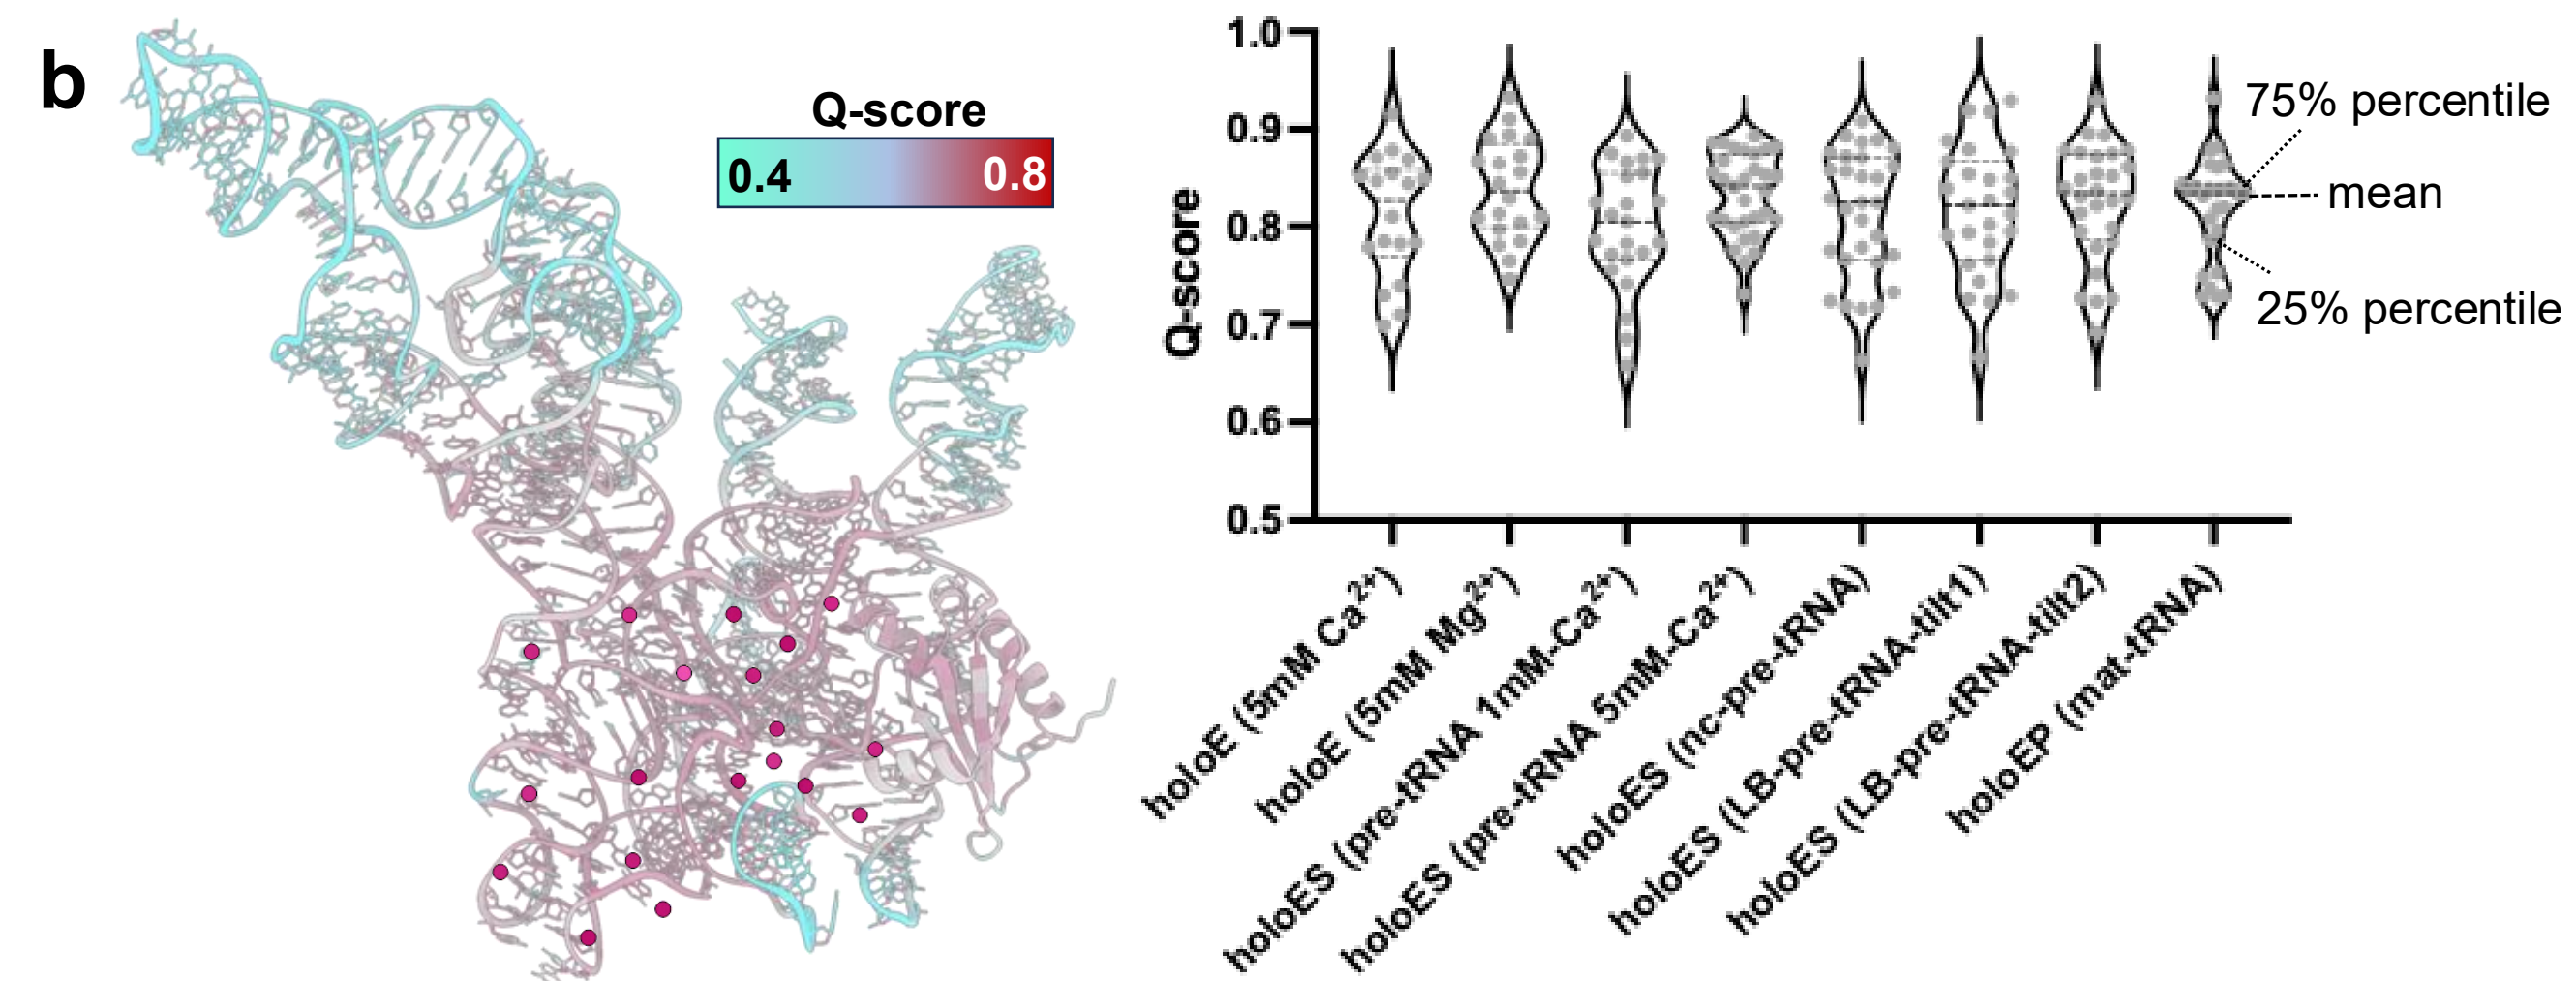 b
Q-score
0.4
0.8
Q-score
1.0
0.9
0.8
0.7
0.6
0.5
75% percentile
mean
25% percentile
holoE (5mM Ca²⁺)
holoE (5mM Mg²⁺)
holoES (pre-tRNA 1mM-Ca²⁺)
holoES (pre-tRNA 5mM-Ca²⁺)
holoES (nc-pre-tRNA)
holoES (LB-pre-tRNA-tilt1)
holoES (LB-pre-tRNA-tilt2)
holoEP (mat-tRNA)